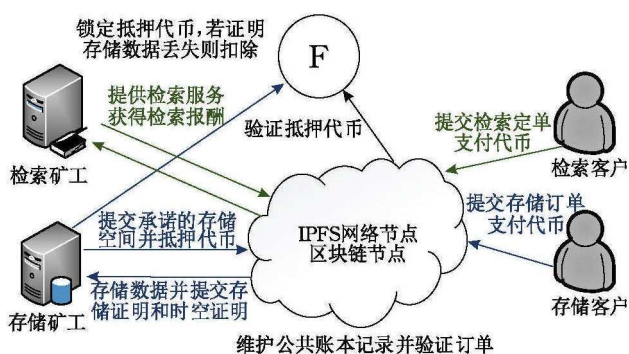 锁定抵押代币,若证明
存储数据丢失则扣除
F
提供检索服务
获得检索报酬
验证抵押代币
提交检索定单
支付代币
检索矿工
检索客户
提交承诺的存储
空间并抵押代币
IPFS网络节点
区块链节点
提交存储订单
支付代币
存储数据并提交存
储证明和时空证明
存储矿工
存储客户
维护公共账本记录并验证订单